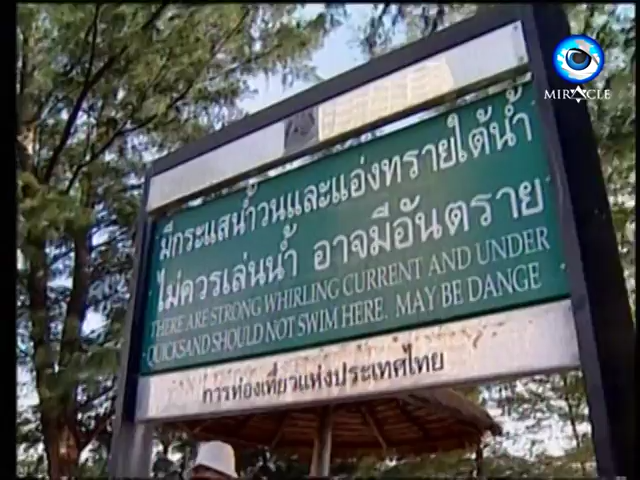 MIRACLE
มีกระแสน้ำวนและแอ่งทรายใต้น้ำ
ไม่ควรเล่นน้ำ อาจมีอันตราย
THERE ARE STRONG WHIRLING CURRENT AND UNDER
QUICKSAND SHOULD NOT SWIM HERE. MAY BE DANGE
การท่องเที่ยวแห่งประเทศไทย